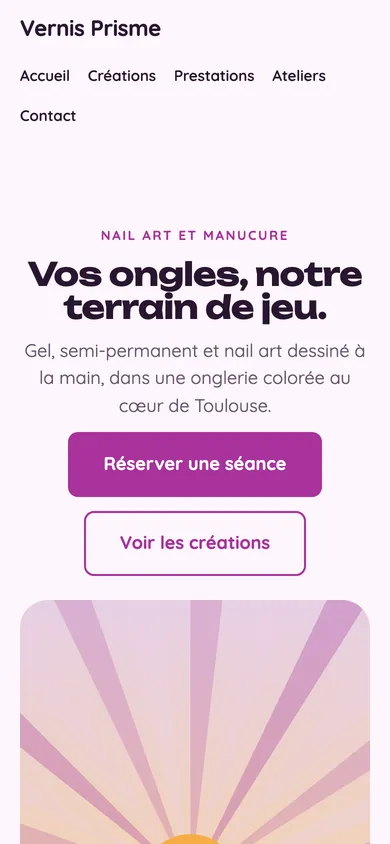 Vernis Prisme
Accueil Créations Prestations Ateliers
Contact
NAIL ART ET MANUCURE
Vos ongles, notre
terrain de jeu.
Gel, semi-permanent et nail art dessiné à
la main, dans une onglerie colorée au
cœur de Toulouse.
Réserver une séance
Voir les créations